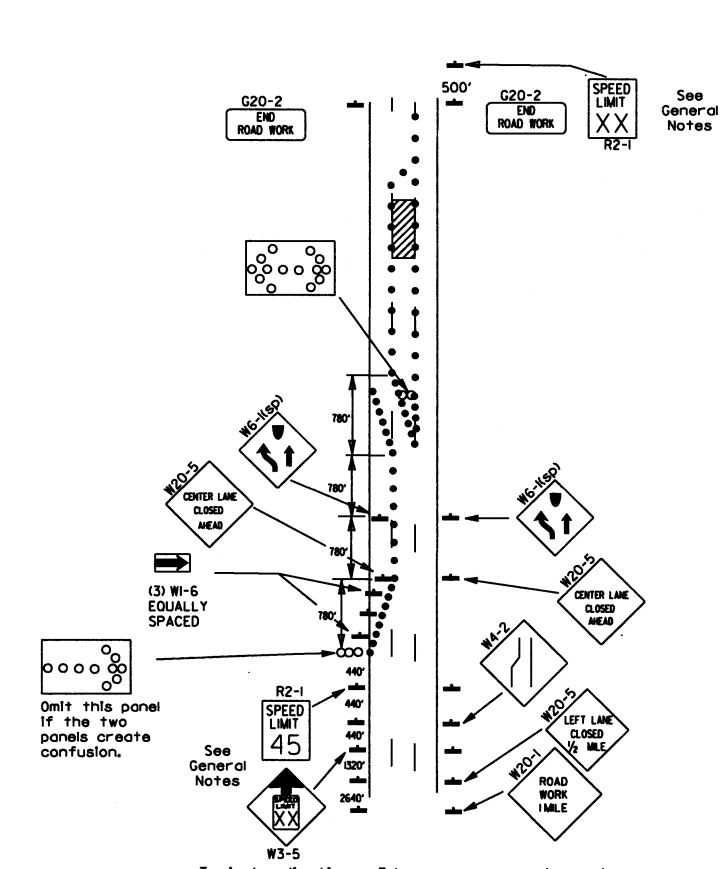 500'
G20-2
END
ROAD WORK
G20-2
END
ROAD WORK
SPEED
LIMIT
XX
R2-1
See
General
Notes
780'
W6-1(sp)
W20-5
CENTER LANE
CLOSED
AHEAD
780'
W6-1(sp)
780'
(3) W1-6
EQUALLY
SPACED
W20-5
CENTER LANE
CLOSED
AHEAD
780'
W4-2
Omit this panel
if the two
panels create
confusion.
440'
R2-1
SPEED
LIMIT
45
440'
440'
W20-5
LEFT LANE
CLOSED
1/2 MILE
See
General
Notes
1320'
W20-1
ROAD
WORK
1 MILE
2640'
SPEED
LIMIT
XX
W3-5